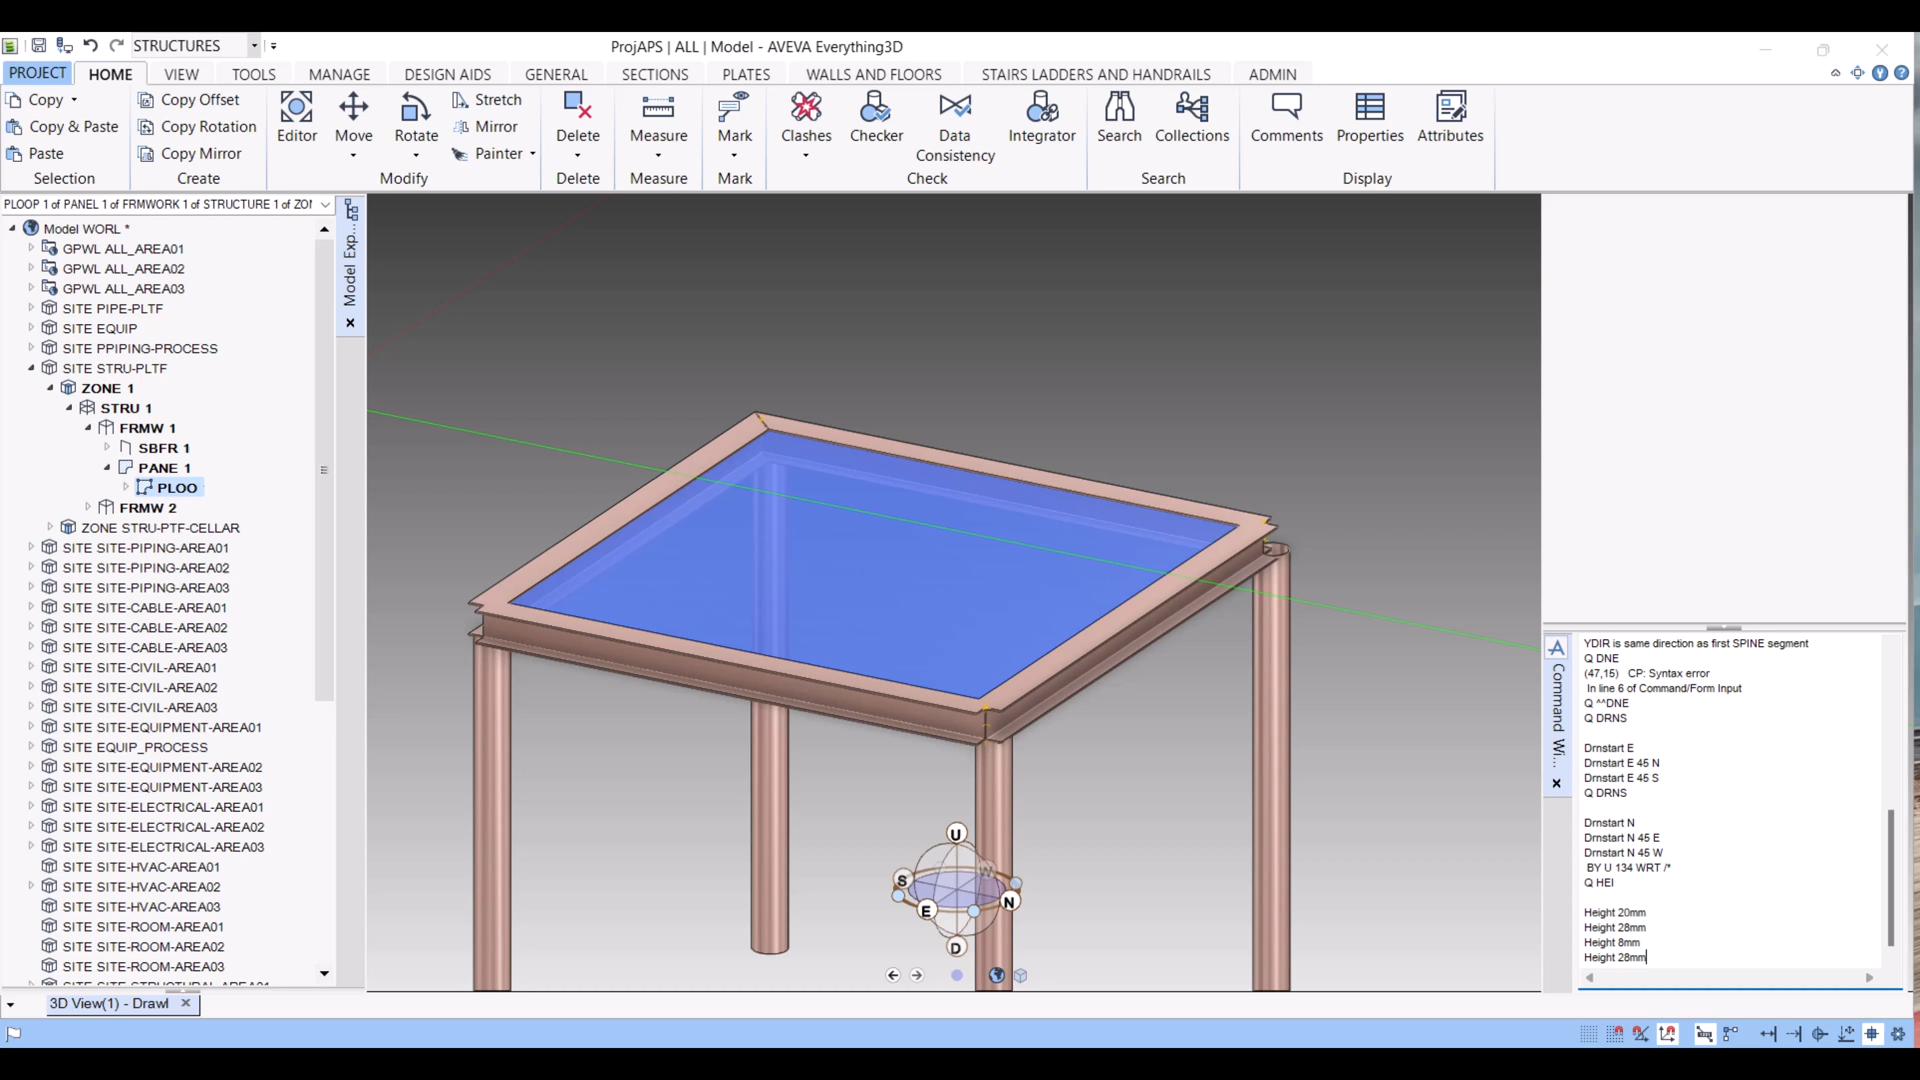 STRUCTURES
ProjAPS | ALL | Model - AVEVA Everything3D
PROJECT HOME VIEW TOOLS MANAGE DESIGN AIDS GENERAL SECTIONS PLATES WALLS AND FLOORS STAIRS LADDERS AND HANDRAILS ADMIN
Copy
Copy & Paste
Paste
Selection
Copy Offset
Copy Rotation
Copy Mirror
Create
Editor
Move
Rotate
Stretch
Mirror
Painter
Modify
Delete
Delete
Measure
Measure
Mark
Mark
Clashes
Checker
Data
Consistency
Integrator
Check
Search
Collections
Search
Comments
Properties
Attributes
Display
PLOOP 1 of PANEL 1 of FRMWORK 1 of STRUCTURE 1 of
Model WORL *
GPWL ALL_AREA01
GPWL ALL_AREA02
GPWL ALL_AREA03
SITE PIPE-PLTF
SITE EQUIP
SITE PPIPING-PROCESS
SITE STRU-PLTF
ZONE 1
STRU 1
FRMW 1
SBFR 1
PANE 1
PLOO
FRMW 2
ZONE STRU-PTF-CELLAR
SITE SITE-PIPING-AREA01
SITE SITE-PIPING-AREA02
SITE SITE-PIPING-AREA03
SITE SITE-CABLE-AREA01
SITE SITE-CABLE-AREA02
SITE SITE-CABLE-AREA03
SITE SITE-CIVIL-AREA01
SITE SITE-CIVIL-AREA02
SITE SITE-CIVIL-AREA03
SITE SITE-EQUIPMENT-AREA01
SITE EQUIP_PROCESS
SITE SITE-EQUIPMENT-AREA02
SITE SITE-EQUIPMENT-AREA03
SITE SITE-ELECTRICAL-AREA01
SITE SITE-ELECTRICAL-AREA02
SITE SITE-ELECTRICAL-AREA03
SITE SITE-HVAC-AREA01
SITE SITE-HVAC-AREA02
SITE SITE-HVAC-AREA03
SITE SITE-ROOM-AREA01
SITE SITE-ROOM-AREA02
SITE SITE-ROOM-AREA03
Model Exp...
U
S
W
E
N
D
Command Wi...
YDIR is same direction as first SPINE segment
Q DNE
(47,15) CP: Syntax error
In line 6 of Command/Form Input
Q ^^DNE
Q DRNS
Drnstart E
Drnstart E 45 N
Drnstart E 45 S
Q DRNS
Drnstart N
Drnstart N 45 E
Drnstart N 45 W
BY U 134 WRT /*
Q HEI
Height 20mm
Height 28mm
Height 8mm
Height 28mm
3D View(1) - Drawl